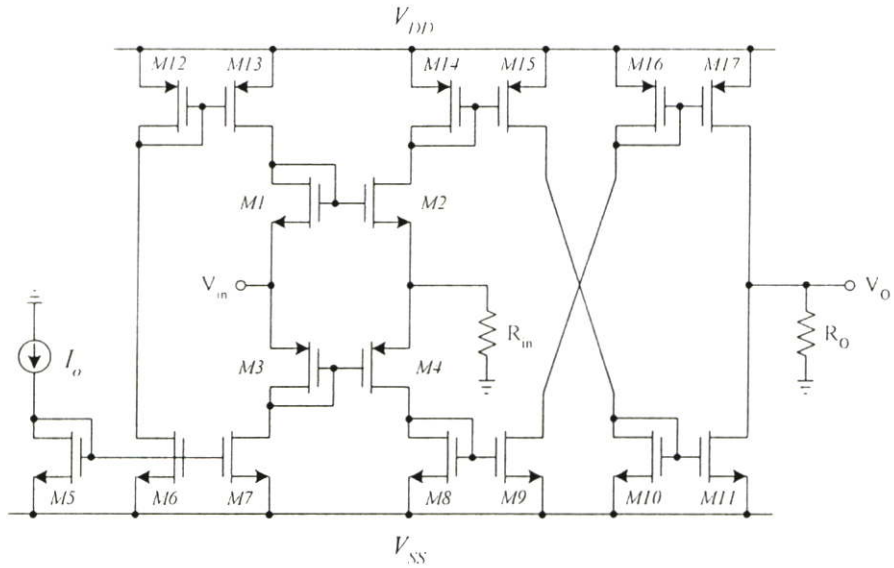 V_DD
M12 M13 M14 M15 M16 M17
M1 M2
V_in V_O
I_o R_in R_O
M3 M4
M5 M6 M7 M8 M9 M10 M11
V_SS